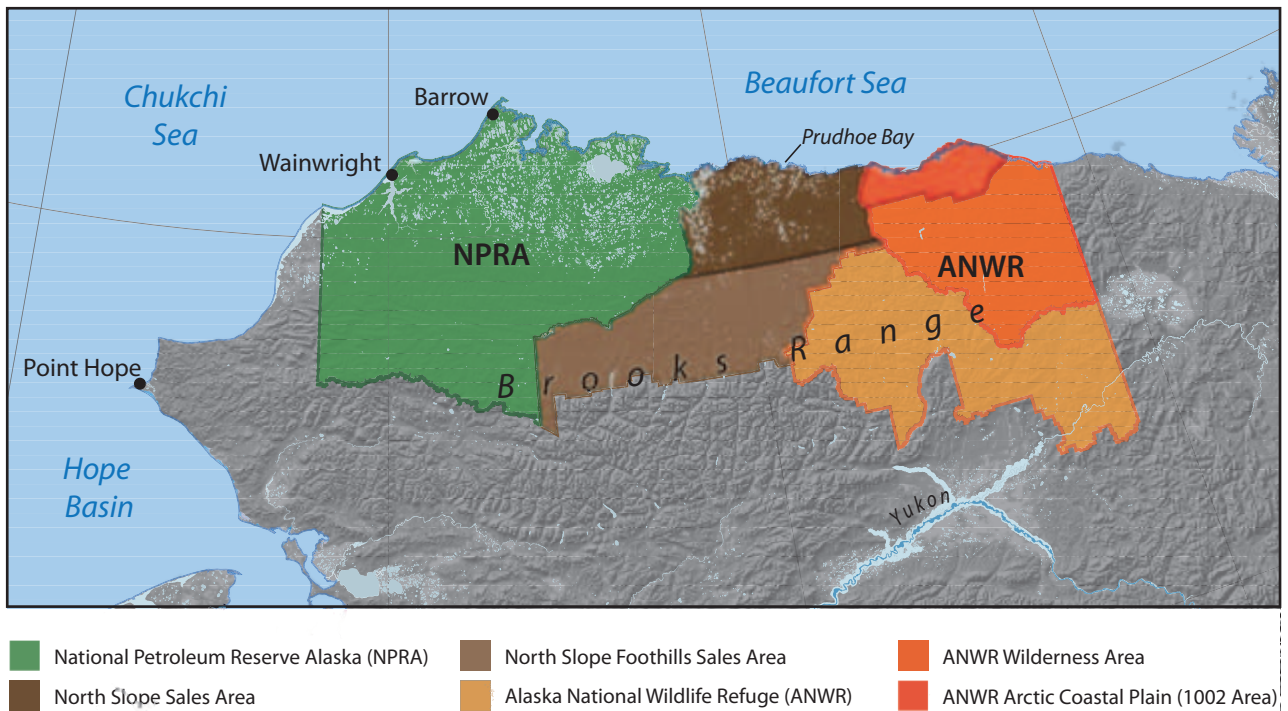 Chukchi
Sea
Beaufort Sea
Barrow
Prudhoe Bay
Wainwright
NPRA
ANWR
Brooks Range
Point Hope
Hope
Basin
Yukon
National Petroleum Reserve Alaska (NPRA)
North Slope Foothills Sales Area
ANWR Wilderness Area
North Slope Sales Area
Alaska National Wildlife Refuge (ANWR)
ANWR Arctic Coastal Plain (1002 Area)